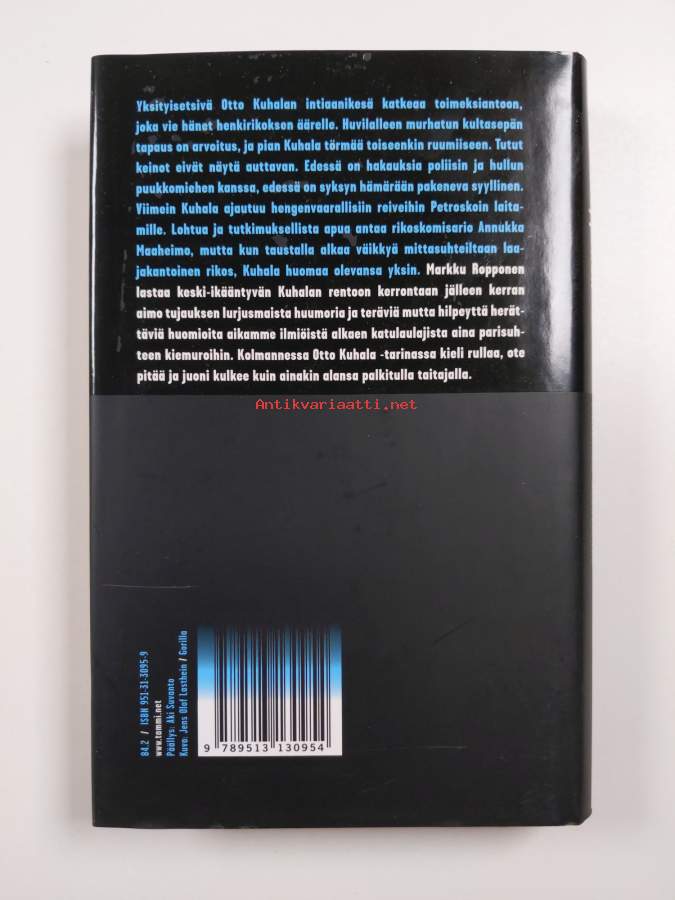 Yksityisetsivä Otto Kuhalan intiaanikesä katkeaa toimeksiantoon,
joka vie hänet henkirikoksen äärelle. Huvilalleen murhatun kultasepän
tapaus on arvoitus, ja pian Kuhala törmää toiseenkin ruumiiseen. Tutut
keinot eivät näytä auttavan. Edessä on hakauksia poliisin ja hullun
puukkomiehen kanssa, edessä on syksyn hämärään pakeneva syyllinen.
Viimein Kuhala ajautuu hengenvaarallisiin reiveihin Petroskoin laita-
mille. Lohtua ja tutkimuksellista apua antaa rikoskomisario Annukka
Maaheimo, mutta kun taustalla alkaa väikkyä mittasuhteiltaan laa-
jakantoinen rikos, Kuhala huomaa olevansa yksin. Markku Ropponen
lastaa keski-ikääntyvän Kuhalan rentoon kerrontaan jälleen kerran
aimo tujauksen lurjusmaista huumoria ja teräviä mutta hilpeyttä herät-
täviä huomioita aikamme ilmiöistä alkaen katulaulajista aina parisuh-
teen kiemuroihin. Kolmannessa Otto Kuhala -tarinassa kieli rullaa, ote
pitää ja juoni kulkee kuin ainakin alansa palkitulla taitajalla.
Antikvariaatti.net
84.2 / ISBN 951-31-3095-9
www.tammi.net
Päällys: Aki Suvanto
Kuva: Jens Olof Lasthein / Gorilla
9 789513 130954